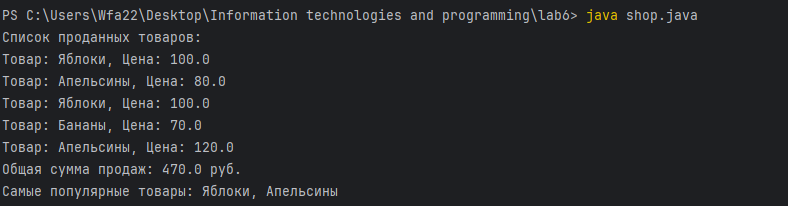 PS C:\Users\Wfa22\Desktop\Information technologies and programming\lab6> java shop.java
Список проданных товаров:
Товар: Яблоки, Цена: 100.0
Товар: Апельсины, Цена: 80.0
Товар: Яблоки, Цена: 100.0
Товар: Бананы, Цена: 70.0
Товар: Апельсины, Цена: 120.0
Общая сумма продаж: 470.0 руб.
Самые популярные товары: Яблоки, Апельсины